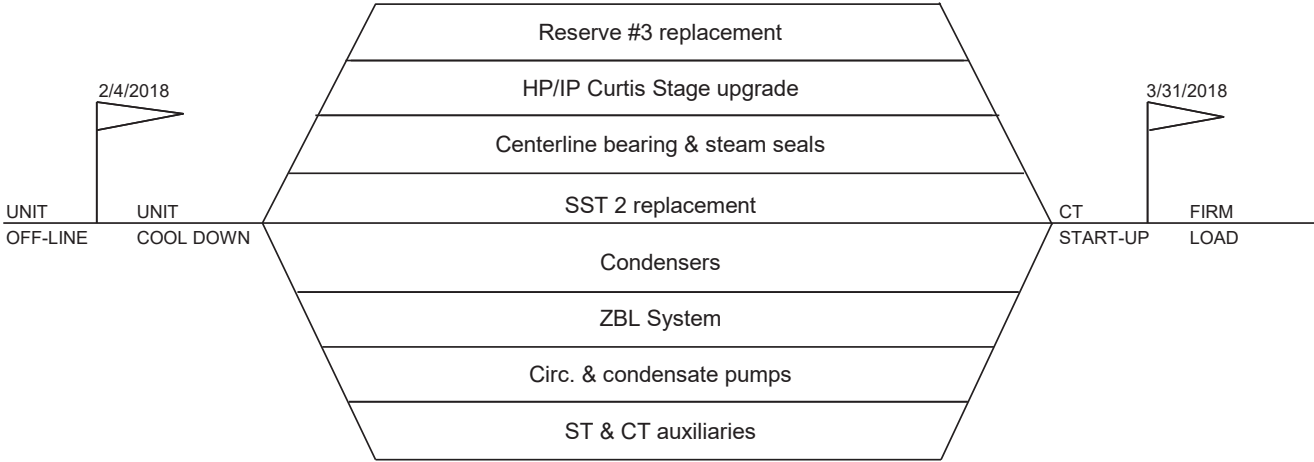 Reserve #3 replacement
HP/IP Curtis Stage upgrade
2/4/2018
3/31/2018
Centerline bearing & steam seals
SST 2 replacement
UNIT
OFF-LINE
UNIT
COOL DOWN
CT
START-UP
FIRM
LOAD
Condensers
ZBL System
Circ. & condensate pumps
ST & CT auxiliaries